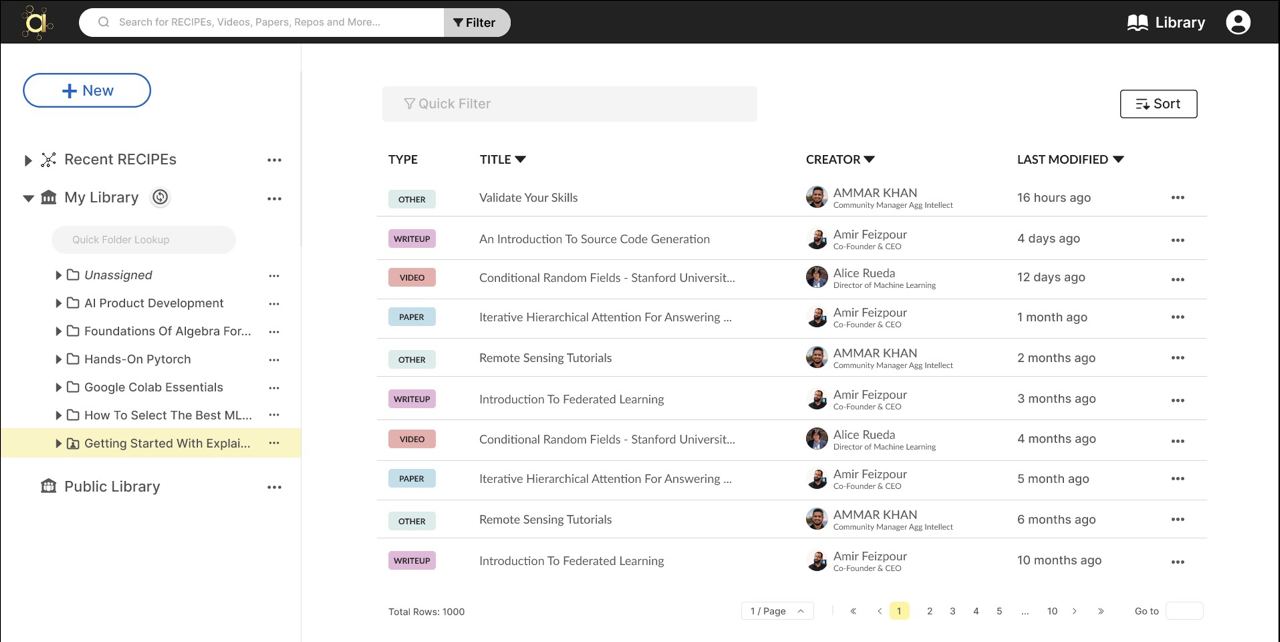 a
Search for RECIPEs, Videos, Papers, Repos and More...
Filter
Library
+ New
Recent RECIPEs ...
My Library ...
Quick Folder Lookup
Unassigned ...
AI Product Development ...
Foundations Of Algebra For... ...
Hands-On Pytorch ...
Google Colab Essentials ...
How To Select The Best ML... ...
Getting Started With Explai... ...
Public Library ...
Quick Filter
Sort
TYPE TITLE CREATOR LAST MODIFIED
OTHER Validate Your Skills AMMAR KHAN 16 hours ago ...
Community Manager Agg Intellect
WRITEUP An Introduction To Source Code Generation Amir Feizpour 4 days ago ...
Co-Founder & CEO
VIDEO Conditional Random Fields - Stanford Universit... Alice Rueda 12 days ago ...
Director of Machine Learning
PAPER Iterative Hierarchical Attention For Answering ... Amir Feizpour 1 month ago ...
Co-Founder & CEO
OTHER Remote Sensing Tutorials AMMAR KHAN 2 months ago ...
Community Manager Agg Intellect
WRITEUP Introduction To Federated Learning Amir Feizpour 3 months ago ...
Co-Founder & CEO
VIDEO Conditional Random Fields - Stanford Universit... Alice Rueda 4 months ago ...
Director of Machine Learning
PAPER Iterative Hierarchical Attention For Answering ... Amir Feizpour 5 month ago ...
Co-Founder & CEO
OTHER Remote Sensing Tutorials AMMAR KHAN 6 months ago ...
Community Manager Agg Intellect
WRITEUP Introduction To Federated Learning Amir Feizpour 10 months ago ...
Co-Founder & CEO
Total Rows: 1000 1 / Page « < 1 2 3 4 5 ... 10 > » Go to